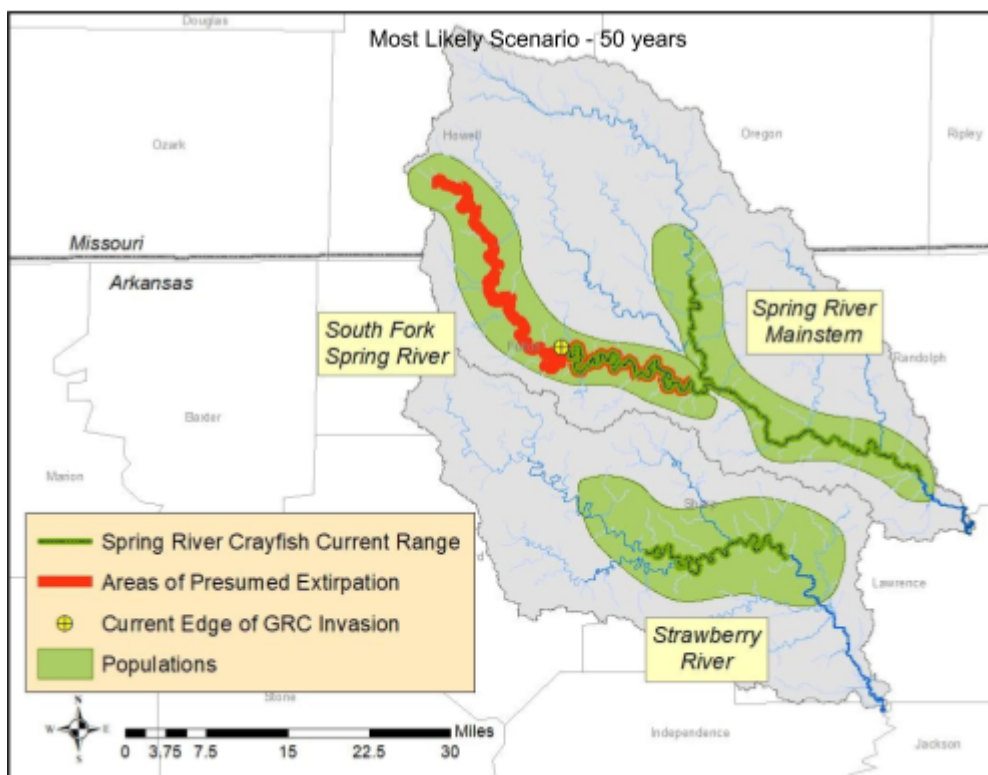 Douglas
Most Likely Scenario - 50 years
Howell
Oregon
Ripley
Ozark
Missouri
Arkansas
South Fork
Spring River
Spring River
Mainstem
Randolph
Baxter
Marion
Spring River Crayfish Current Range
Areas of Presumed Extirpation
Current Edge of GRC Invasion
Populations
Lawrence
Strawberry
River
Stone
Independence
Jackson
N
W
E
S
Miles
0 3.75 7.5 15 22.5 30